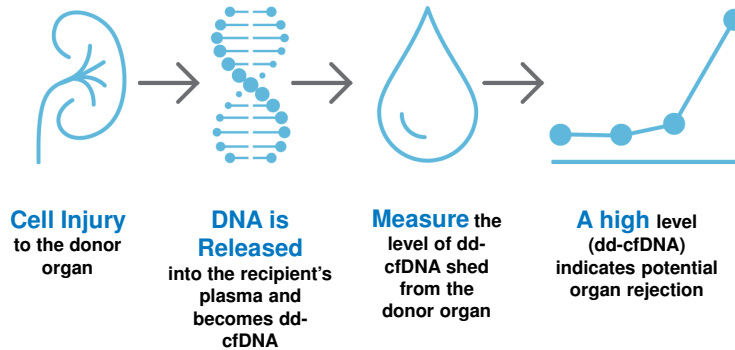 Cell Injury
to the donor
organ
DNA is
Released
into the recipient's
plasma and
becomes dd-
cfDNA
Measure the
level of dd-
cfDNA shed
from the
donor organ
A high level
(dd-cfDNA)
indicates potential
organ rejection